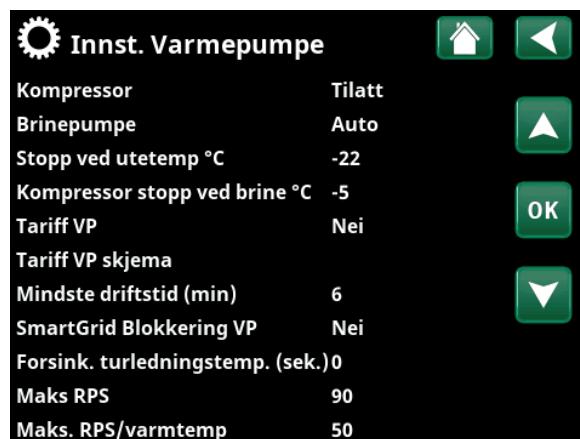 Innst. Varmepumpe
Kompressor Tilatt
Brinepumpe Auto
Stopp ved utetemp °C -22
Kompressor stopp ved brine °C -5
OK
Tariff VP Nei
Tariff VP skjema
Mindste driftstid (min) 6
SmartGrid Blokkering VP Nei
Forsink. turledningstemp. (sek.) 0
Maks RPS 90
Maks. RPS/varmtemp 50